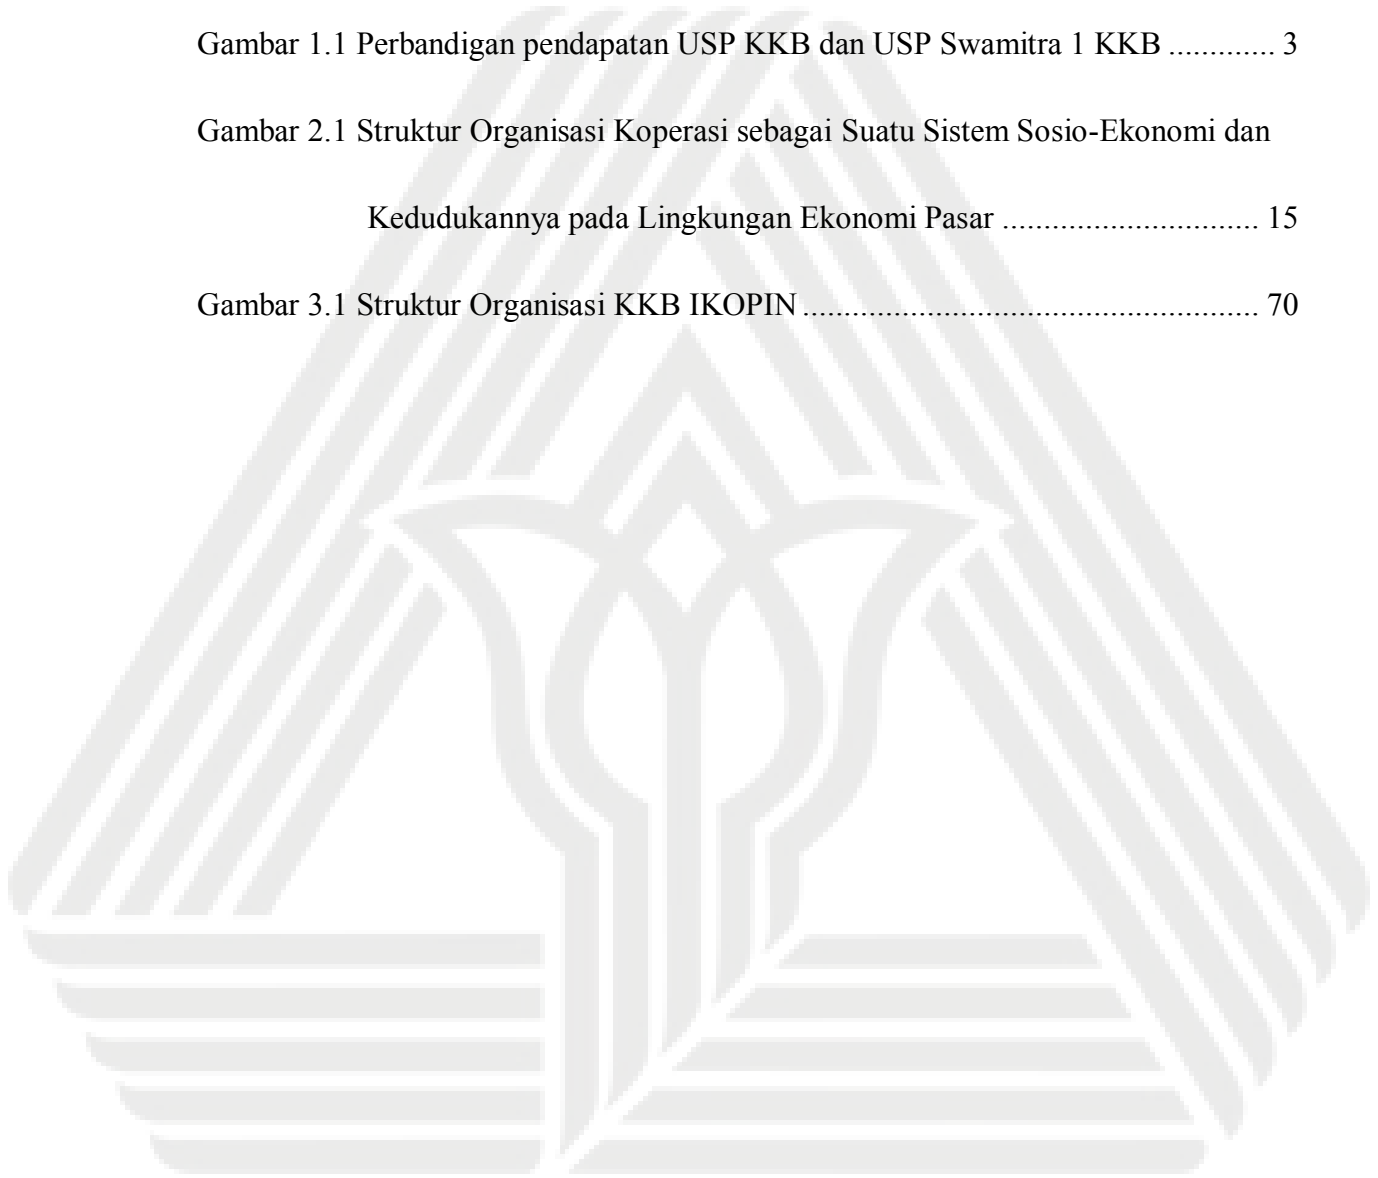 Gambar 1.1 Perbandigan pendapatan USP KKB dan USP Swamitra 1 KKB ............. 3
Gambar 2.1 Struktur Organisasi Koperasi sebagai Suatu Sistem Sosio-Ekonomi dan
Kedudukannya pada Lingkungan Ekonomi Pasar ............................... 15
Gambar 3.1 Struktur Organisasi KKB IKOPIN ....................................................... 70